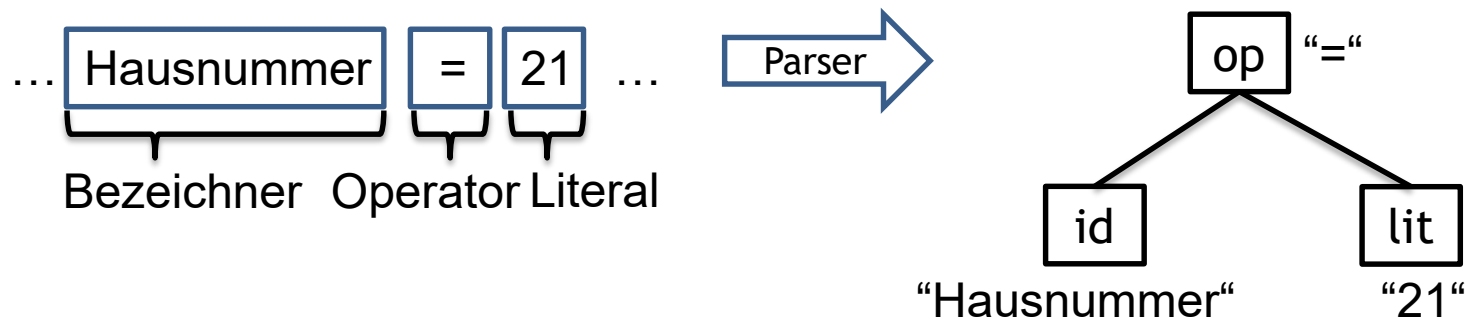 … Hausnummer = 21 …
Bezeichner Operator Literal
Parser
op “=“
id lit
“Hausnummer“ “21“